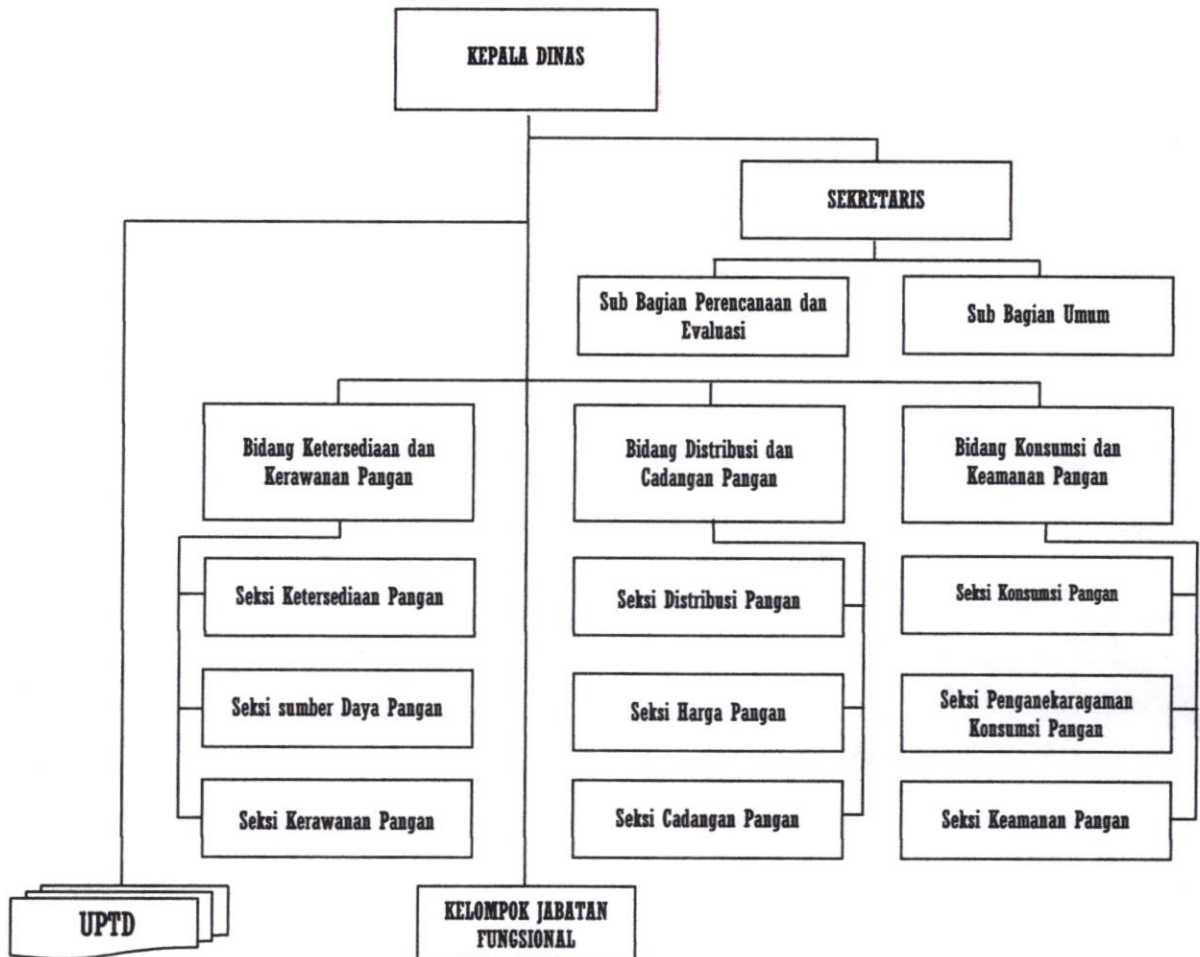 KEPALA DINAS
SEKRETARIS
Sub Bagian Perencanaan dan
Evaluasi
Sub Bagian Umum
Bidang Ketersediaan dan
Kerawanan Pangan
Bidang Distribusi dan
Cadangan Pangan
Bidang Konsumsi dan
Keamanan Pangan
Seksi Ketersediaan Pangan
Seksi Distribusi Pangan
Seksi Konsumsi Pangan
Seksi sumber Daya Pangan
Seksi Harga Pangan
Seksi Penganekaragaman
Konsumsi Pangan
Seksi Kerawanan Pangan
Seksi Cadangan Pangan
Seksi Keamanan Pangan
UPTD
KELOMPOK JABATAN
FUNGSIONAL